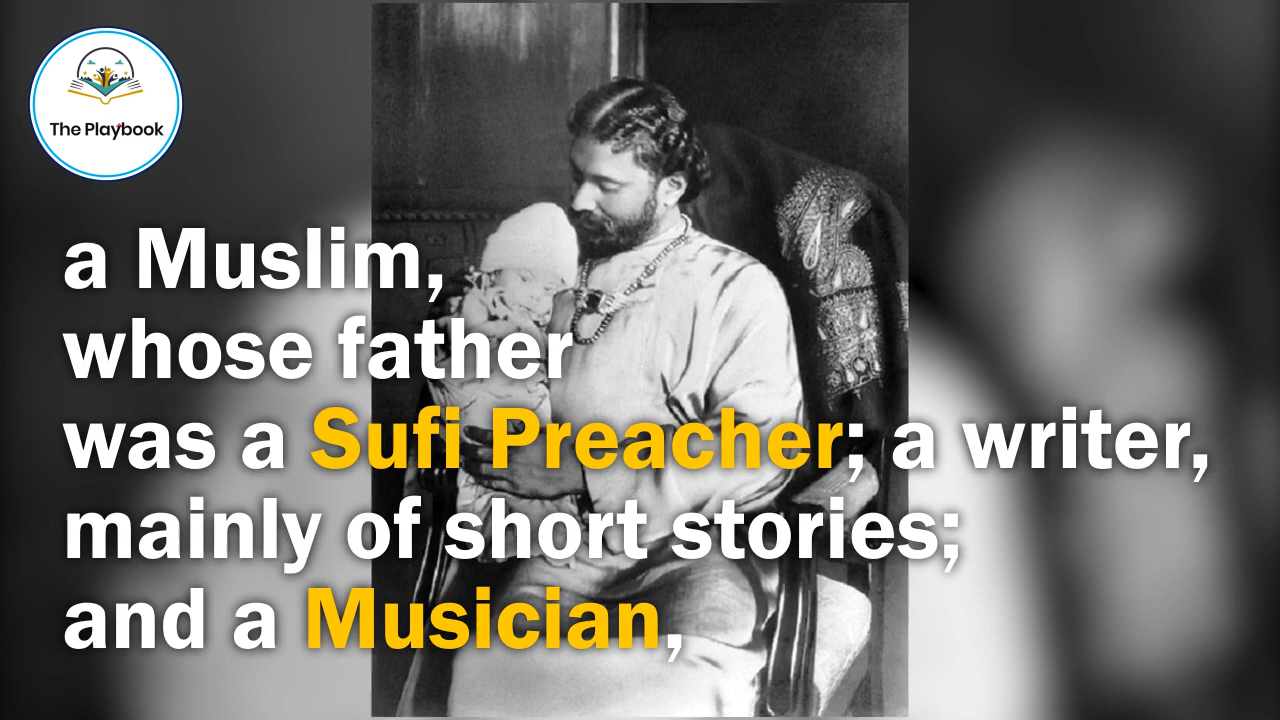 The Playbook
a Muslim,
whose father
was a Sufi Preacher; a writer,
mainly of short stories;
and a Musician,